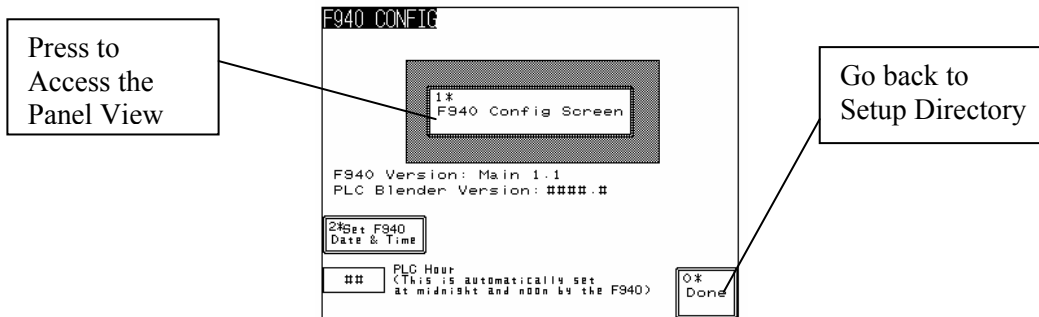 F940 CONFIG
Press to
Access the
Panel View
1*
F940 Config Screen
Go back to
Setup Directory
F940 Version: Main 1.1
PLC Blender Version: ####.#
2*Set F940
Date & Time
##
PLC Hour
(This is automatically set
at midnight and noon by the F940)
0*
Done